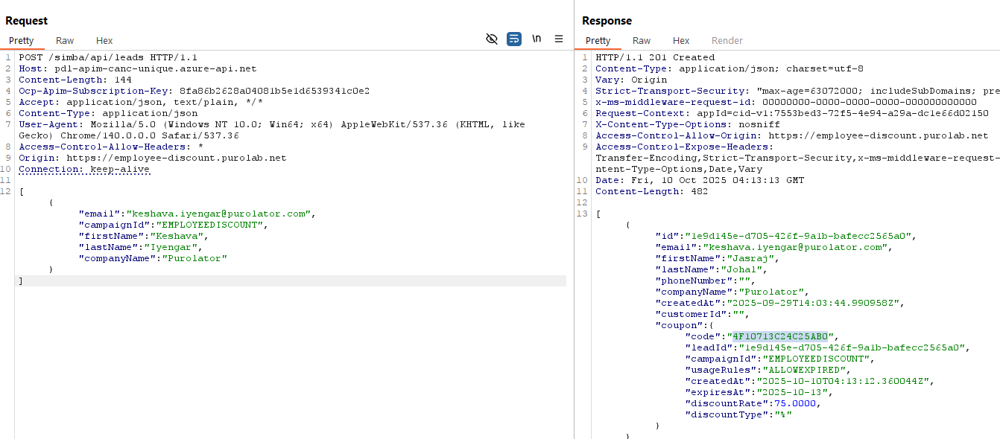 Request
Pretty Raw Hex
\n
1 POST /simba/api/leads HTTP/1.1
2 Host: pdl-apim-canc-unique.azure-api.net
3 Content-Length: 144
4 Ocp-Apim-Subscription-Key: 8fa86b2628a04081b5e1d6539341c0e2
5 Accept: application/json, text/plain, */*
6 Content-Type: application/json
7 User-Agent: Mozilla/5.0 (Windows NT 10.0; Win64; x64) AppleWebKit/537.36 (KHTML, like
Gecko) Chrome/140.0.0.0 Safari/537.36
8 Access-Control-Allow-Headers: *
9 Origin: https://employee-discount.purolab.net
10 Connection: keep-alive
11
12 [
{
"email":"keshava.iyengar@purolator.com",
"campaignId":"EMPLOYEEDISCOUNT",
"firstName":"Keshava",
"lastName":"Iyengar",
"companyName":"Purolator"
}
]
Response
Pretty Raw Hex Render
1 HTTP/1.1 201 Created
2 Content-Type: application/json; charset=utf-8
3 Vary: Origin
4 Strict-Transport-Security: "max-age=63072000; includeSubDomains; pre
5 x-ms-middleware-request-id: 00000000-0000-0000-0000-000000000000
6 Request-Context: appId=cid-v1:7553bed3-72f5-4e94-a29a-dc1e66d02150
7 X-Content-Type-Options: nosniff
8 Access-Control-Allow-Origin: https://employee-discount.purolab.net
9 Access-Control-Expose-Headers:
Transfer-Encoding,Strict-Transport-Security,x-ms-middleware-request-
ntent-Type-Options,Date,Vary
10 Date: Fri, 10 Oct 2025 04:13:13 GMT
11 Content-Length: 482
12
13 [
{
"id":"1e9d145e-d705-426f-9a1b-bafecc2565a0",
"email":"keshava.iyengar@purolator.com",
"firstName":"Jasraj",
"lastName":"Johal",
"phoneNumber":"",
"companyName":"Purolator",
"createdAt":"2025-09-29T14:03:44.990958Z",
"customerId":"",
"coupon":{
"code":"4F10713C24C25AB0",
"leadId":"1e9d145e-d705-426f-9a1b-bafecc2565a0",
"campaignId":"EMPLOYEEDISCOUNT",
"usageRules":"ALLOWEXPIRED",
"createdAt":"2025-10-10T04:13:12.360044Z",
"expiresAt":"2025-10-13",
"discountRate":75.0000,
"discountType":"%"
}
}